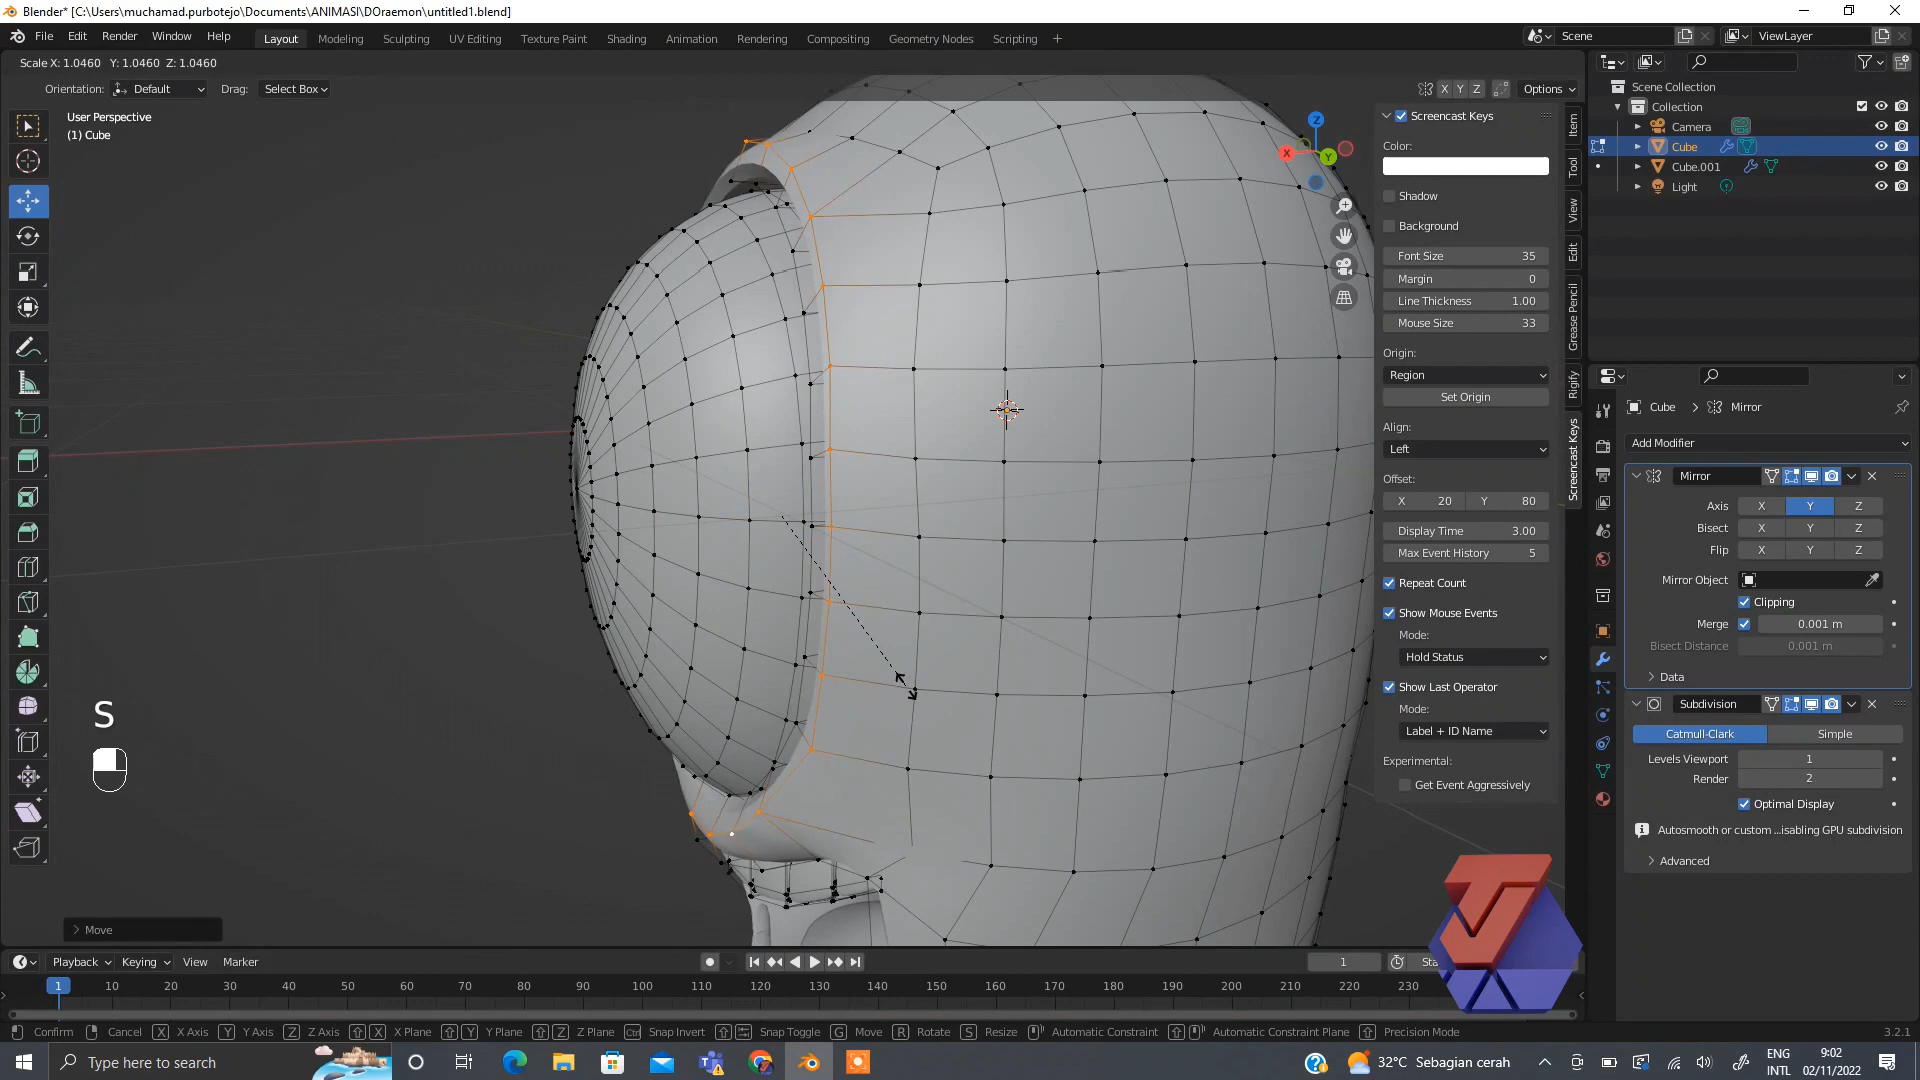 Blender* [C:\Users\muchamad.purbotejo\Documents\ANIMASI\DOraemon\untitled1.blend]
File Edit Render Window Help Layout Modeling Sculpting UV Editing Texture Paint Shading Animation Rendering Compositing Geometry Nodes Scripting + Scene ViewLayer
Scale X: 1.0460 Y: 1.0460 Z: 1.0460
Orientation: Default Drag: Select Box X Y Z Options
User Perspective
(1) Cube
Scene Collection
Collection
Camera
Cube
Cube.001
Light
Screencast Keys
Color:
Shadow
Background
Font Size 35
Margin 0
Line Thickness 1.00
Mouse Size 33
Origin:
Region
Set Origin
Align:
Left
Offset:
X 20 Y 80
Display Time 3.00
Max Event History 5
Repeat Count
Show Mouse Events
Mode:
Hold Status
Show Last Operator
Mode:
Label + ID Name
Experimental:
Get Event Aggressively
Item
Tool
View
Edit
Grease Pencil
Rigify
Screencast Keys
Z
X
Y
Cube > Mirror
Add Modifier
Mirror
Axis X Y Z
Bisect X Y Z
Flip X Y Z
Mirror Object
Clipping
Merge 0.001 m
Bisect Distance 0.001 m
Data
Subdivision
Catmull-Clark Simple
Levels Viewport 1
Render 2
Optimal Display
Autosmooth or custom ...isabling GPU subdivision
Advanced
S
Move
Playback Keying View Marker 1 Sta
1 10 20 30 40 50 60 70 80 90 100 110 120 130 140 150 160 170 180 190 200 210 220 230
Confirm Cancel X X Axis Y Y Axis Z Z Axis X X Plane Y Y Plane Z Z Plane Ctrl Snap Invert Snap Toggle G Move R Rotate S Resize Automatic Constraint Automatic Constraint Plane Precision Mode 3.2.1
Type here to search 32°C Sebagian cerah ENG INTL 9:02 02/11/2022